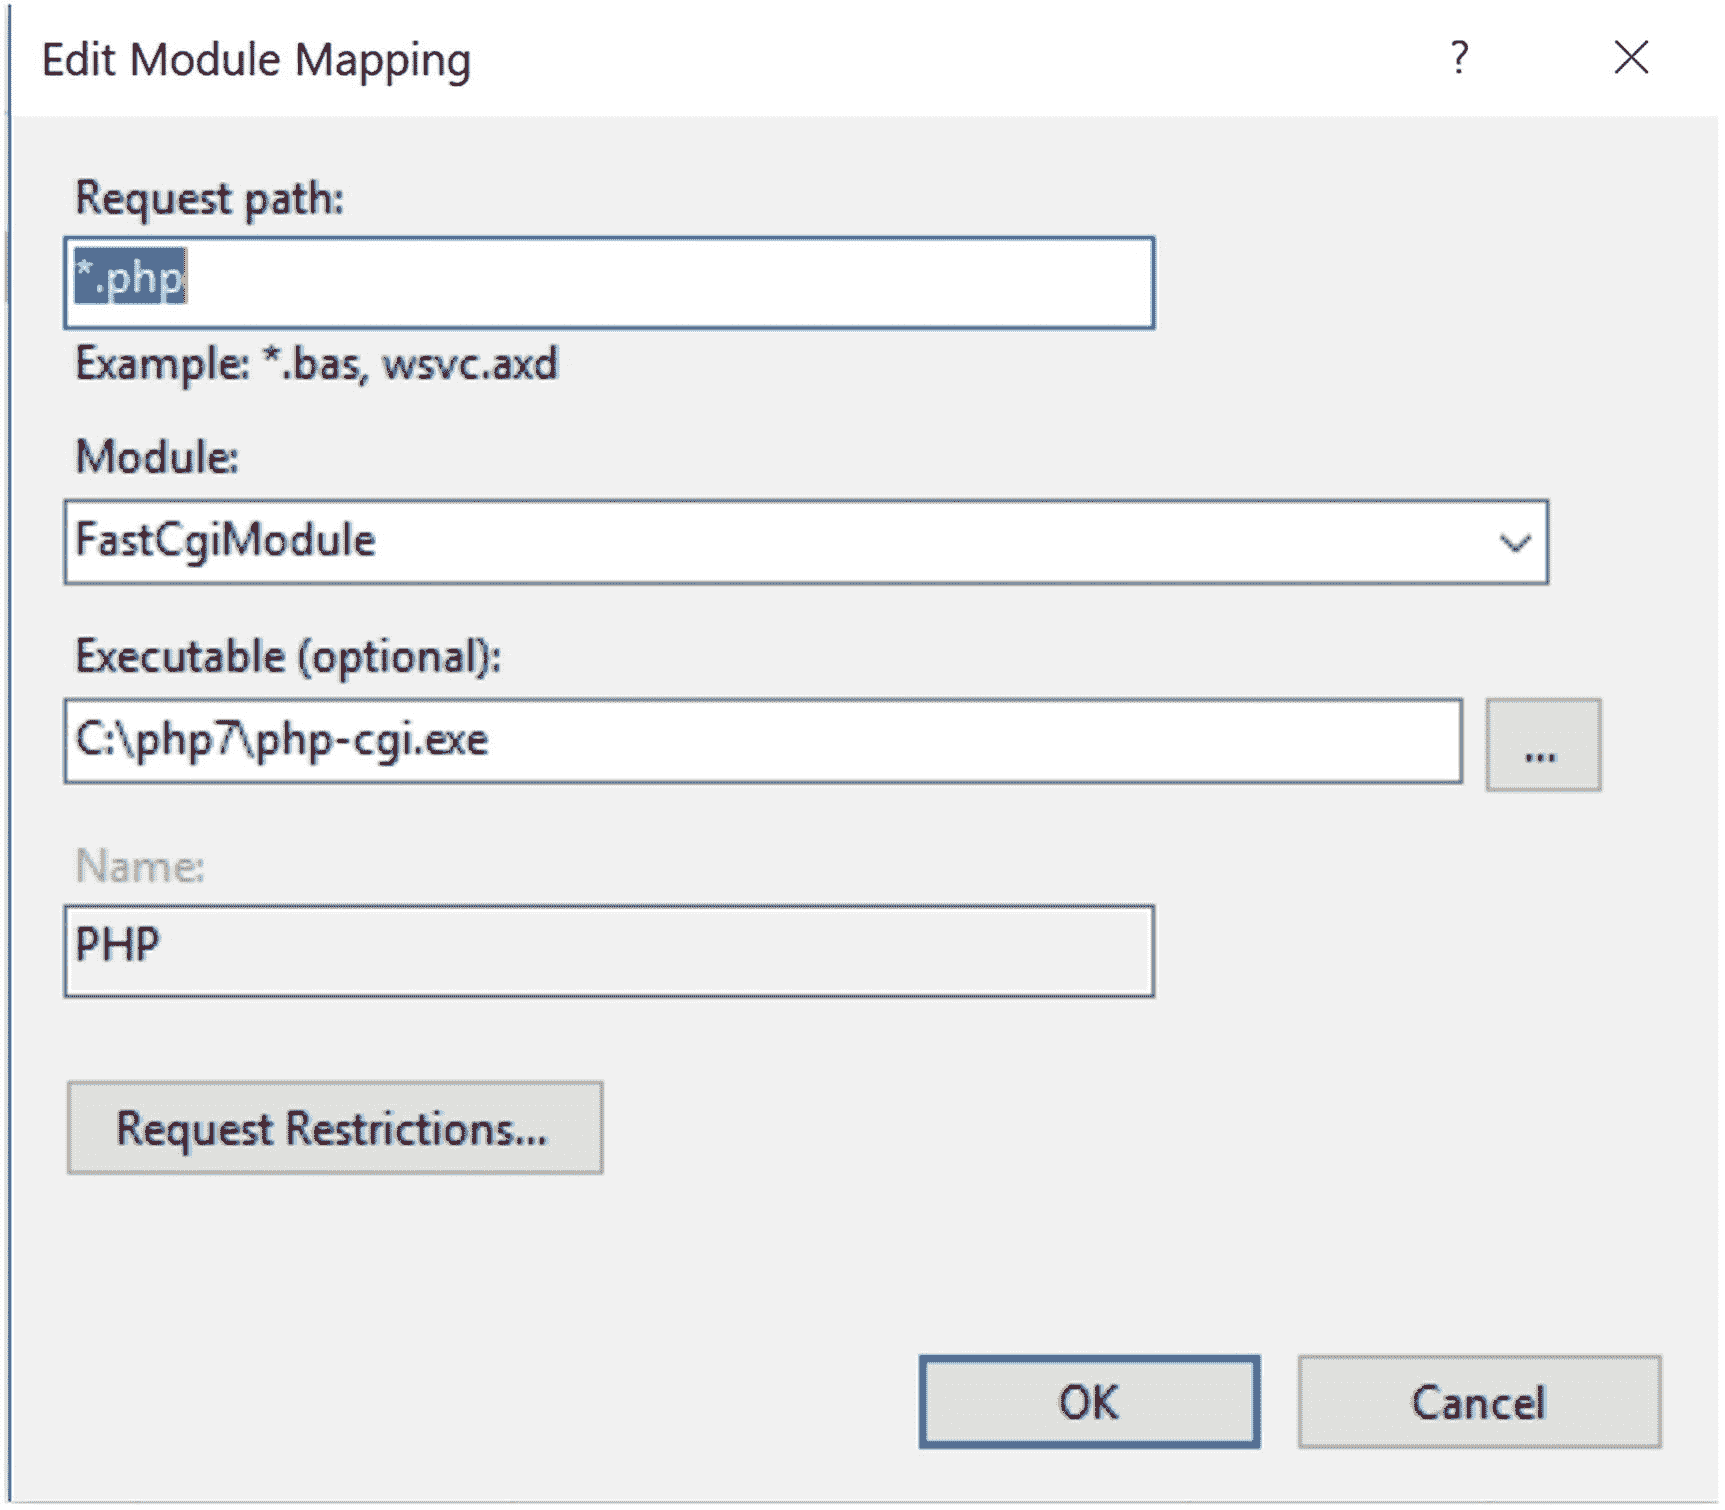 Edit Module Mapping ?
Request path:
*.php
Example: *.bas, wsvc.axd
Module:
FastCgiModule
Executable (optional):
C:\php7\php-cgi.exe ...
Name:
PHP
Request Restrictions...
OK Cancel